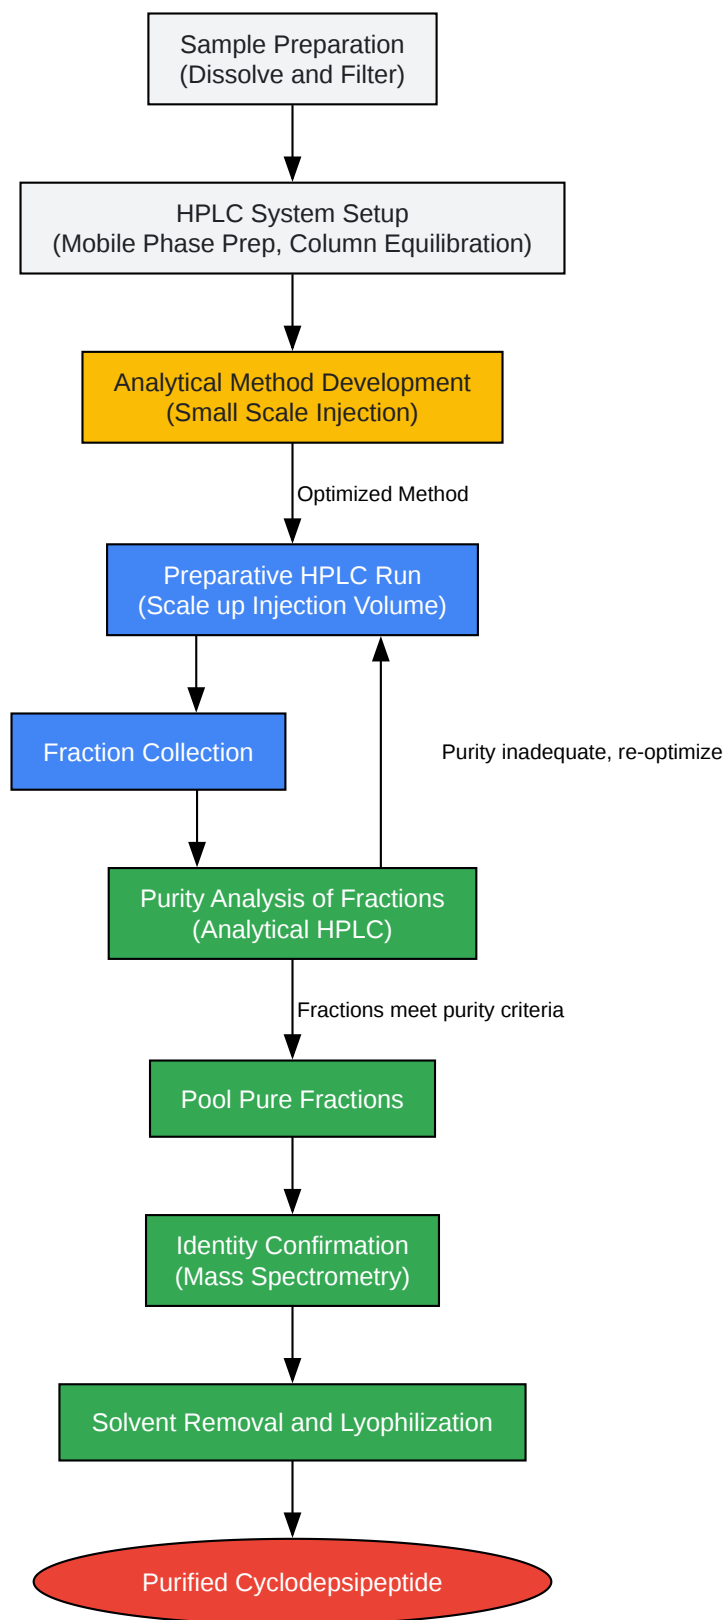 Sample Preparation
(Dissolve and Filter)
HPLC System Setup
(Mobile Phase Prep, Column Equilibration)
Analytical Method Development
(Small Scale Injection)
Optimized Method
Preparative HPLC Run
(Scale up Injection Volume)
Fraction Collection
Purity inadequate, re-optimize
Purity Analysis of Fractions
(Analytical HPLC)
Fractions meet purity criteria
Pool Pure Fractions
Identity Confirmation
(Mass Spectrometry)
Solvent Removal and Lyophilization
Purified Cyclodepsipeptide